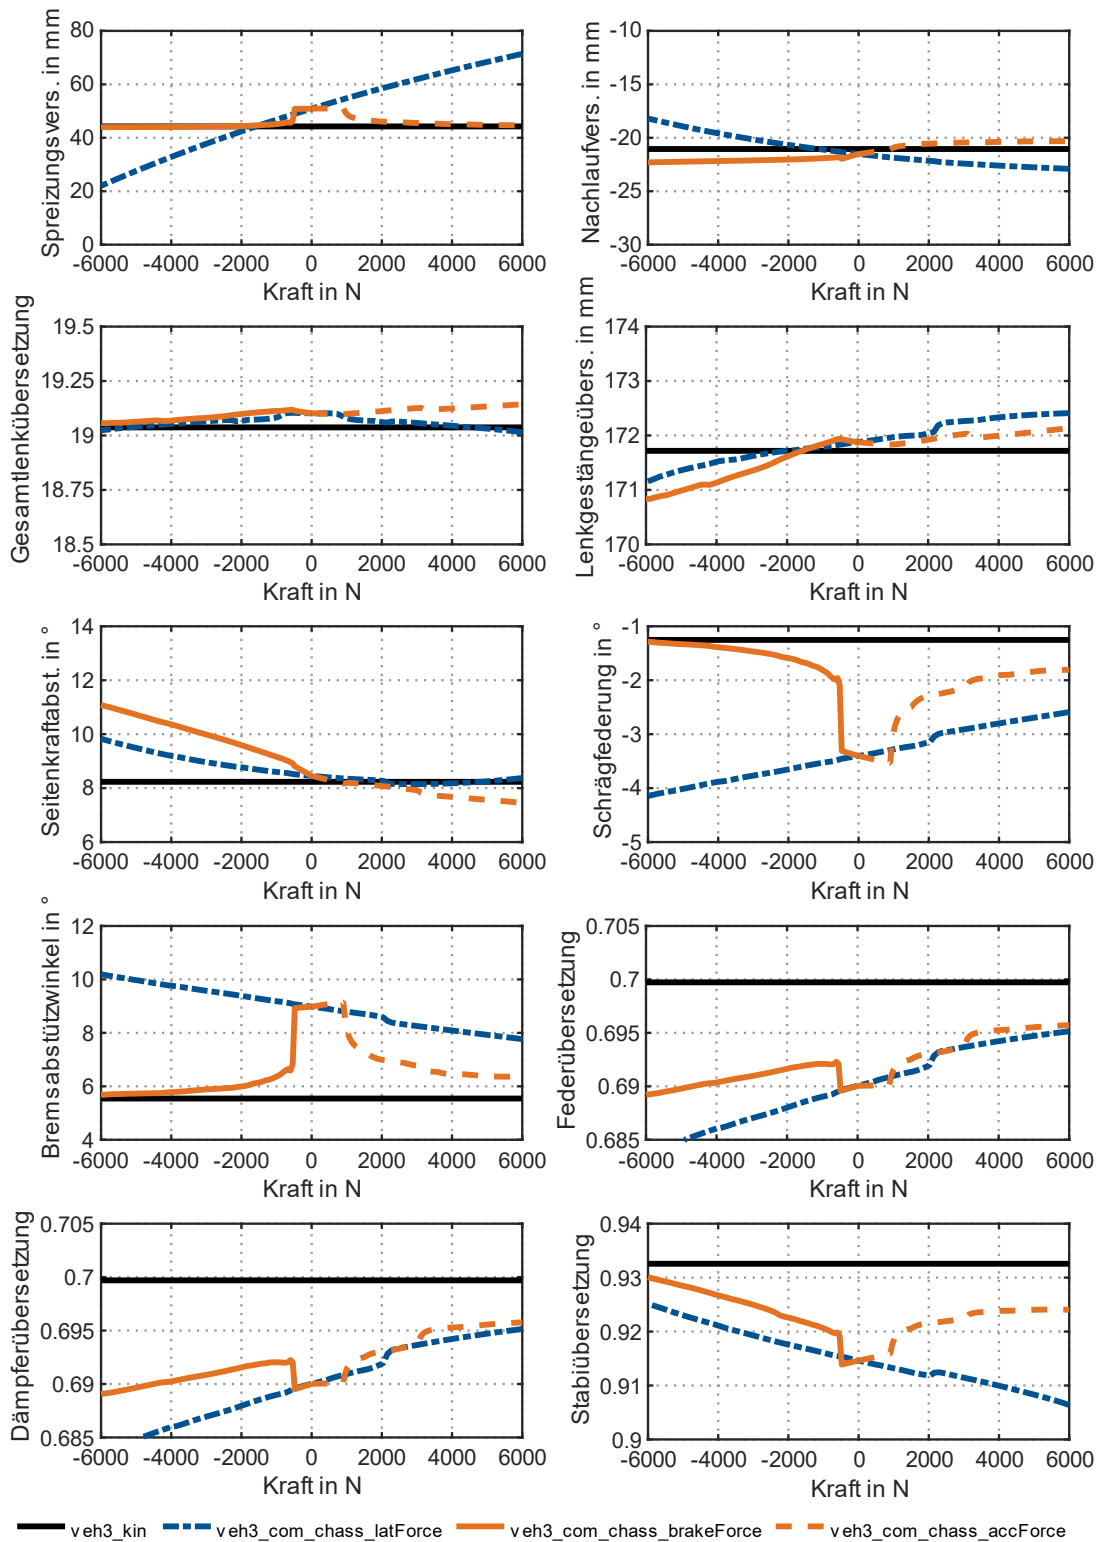 Spreizungsvers. in mm
80
60
40
20
0
-6000 -4000 -2000 0 2000 4000 6000
Kraft in N
Nachlaufvers. in mm
-10
-15
-20
-25
-30
-6000 -4000 -2000 0 2000 4000 6000
Kraft in N
Gesamtlenkübersetzung
19.5
19.25
19
18.75
18.5
-6000 -4000 -2000 0 2000 4000 6000
Kraft in N
Lenkgestängeübers. in mm
174
173
172
171
170
-6000 -4000 -2000 0 2000 4000 6000
Kraft in N
Seitenkraftabst. in °
14
12
10
8
6
-6000 -4000 -2000 0 2000 4000 6000
Kraft in N
Schrägfederung in °
-1
-2
-3
-4
-5
-6000 -4000 -2000 0 2000 4000 6000
Kraft in N
Bremsabstützwinkel in °
12
10
8
6
4
-6000 -4000 -2000 0 2000 4000 6000
Kraft in N
Federübersetzung
0.705
0.7
0.695
0.69
0.685
-6000 -4000 -2000 0 2000 4000 6000
Kraft in N
Dämpferübersetzung
0.705
0.7
0.695
0.69
0.685
-6000 -4000 -2000 0 2000 4000 6000
Kraft in N
Stabiübersetzung
0.94
0.93
0.92
0.91
0.9
-6000 -4000 -2000 0 2000 4000 6000
Kraft in N
veh3_kin veh3_com_chass_latForce veh3_com_chass_brakeForce veh3_com_chass_accForce